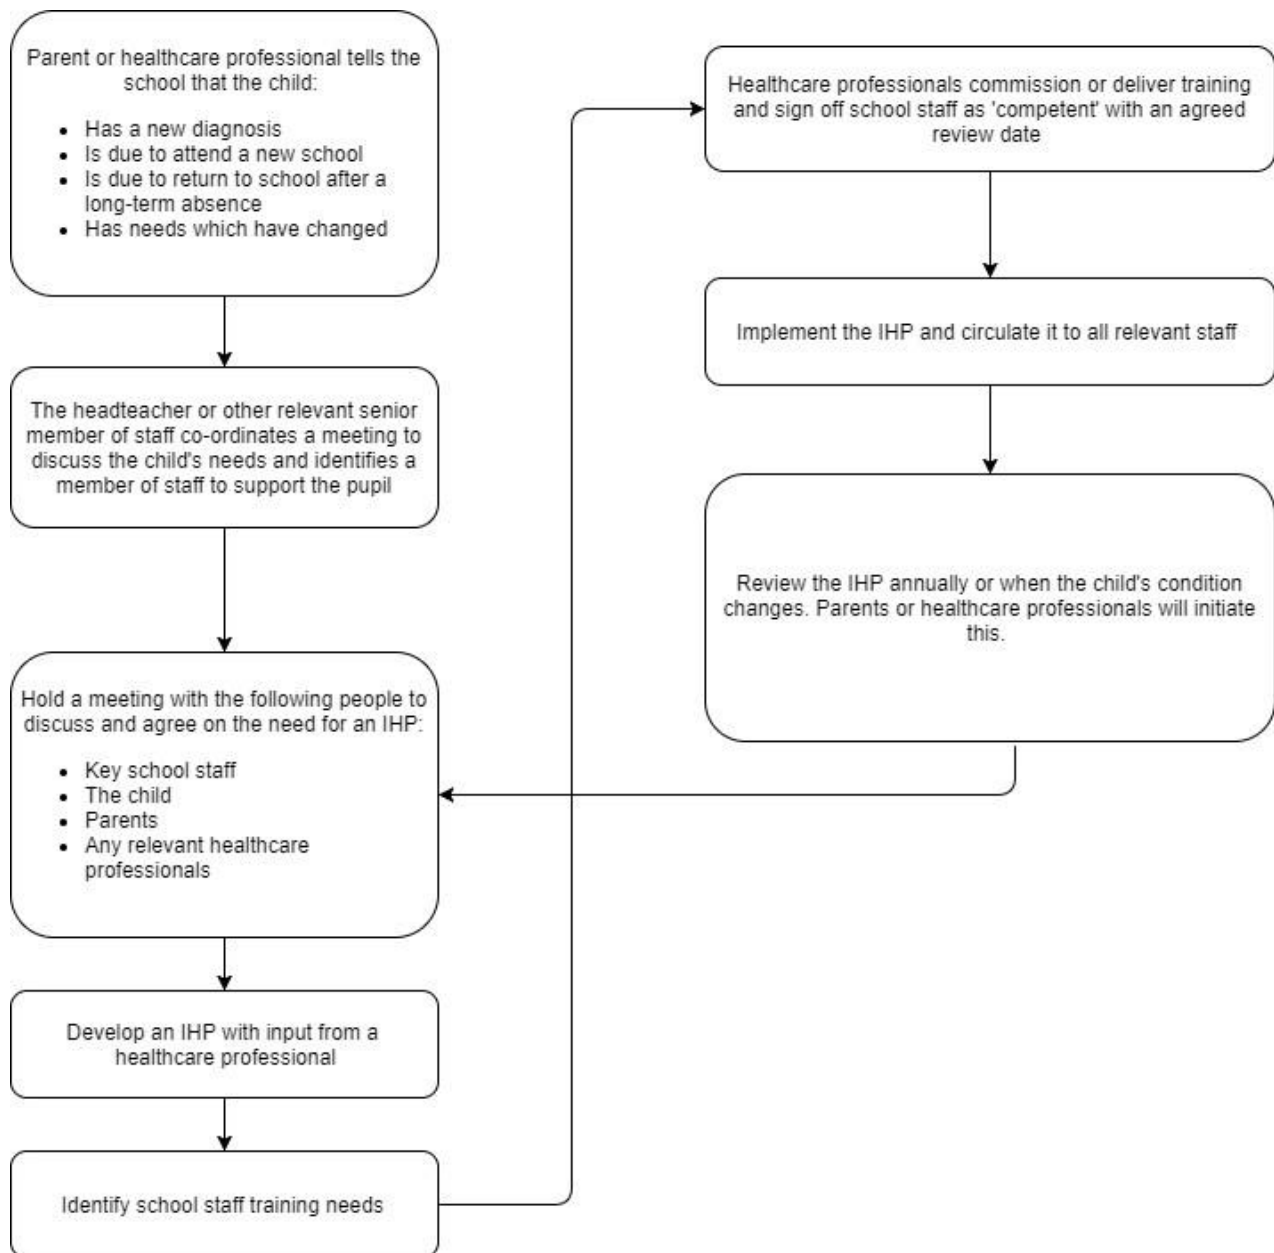 Parent or healthcare professional tells the
school that the child:
• Has a new diagnosis
• Is due to attend a new school
• Is due to return to school after a
long-term absence
• Has needs which have changed
The headteacher or other relevant senior
member of staff co-ordinates a meeting to
discuss the child's needs and identifies a
member of staff to support the pupil
Hold a meeting with the following people to
discuss and agree on the need for an IHP:
• Key school staff
• The child
• Parents
• Any relevant healthcare
professionals
Develop an IHP with input from a
healthcare professional
Identify school staff training needs
Healthcare professionals commission or deliver training
and sign off school staff as 'competent' with an agreed
review date
Implement the IHP and circulate it to all relevant staff
Review the IHP annually or when the child's condition
changes. Parents or healthcare professionals will initiate
this.